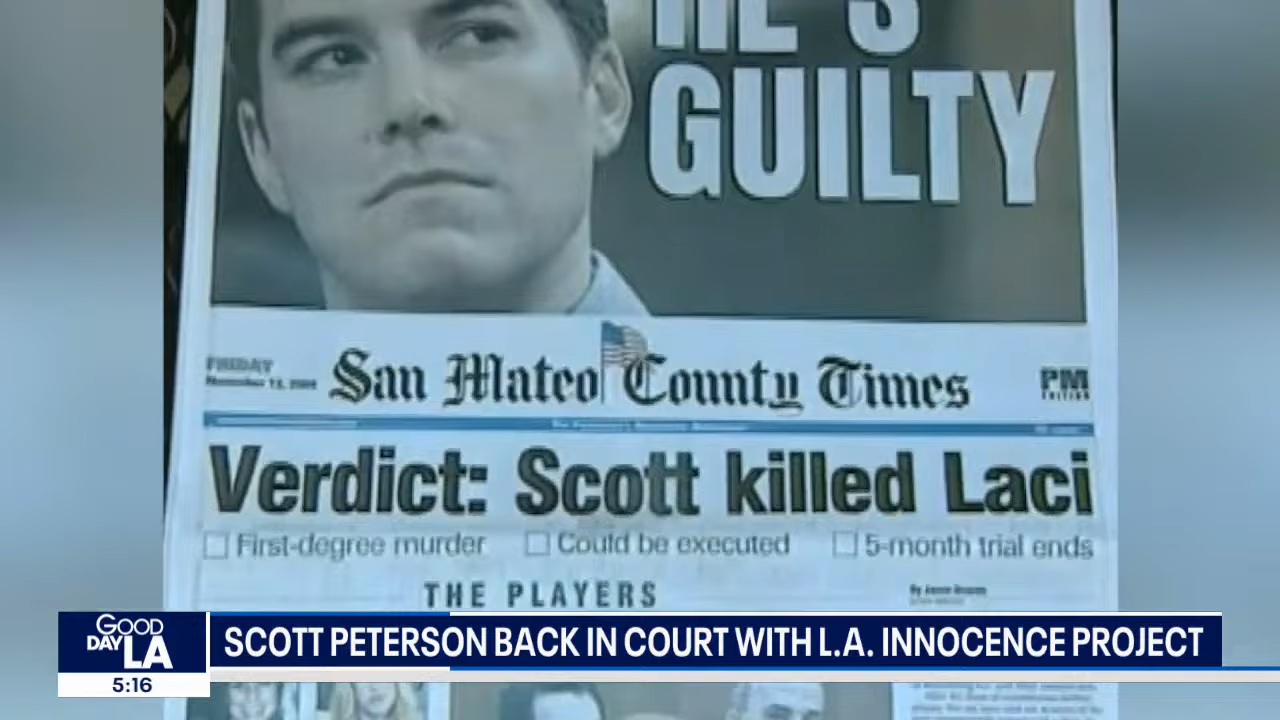 HE'S
GUILTY
FRIDAY
San Mateo County Times
PM
EDITION
Verdict: Scott killed Laci
First-degree murder
Could be executed
5-month trial ends
THE PLAYERS
GOOD
DAY LA
5:16
SCOTT PETERSON BACK IN COURT WITH L.A. INNOCENCE PROJECT